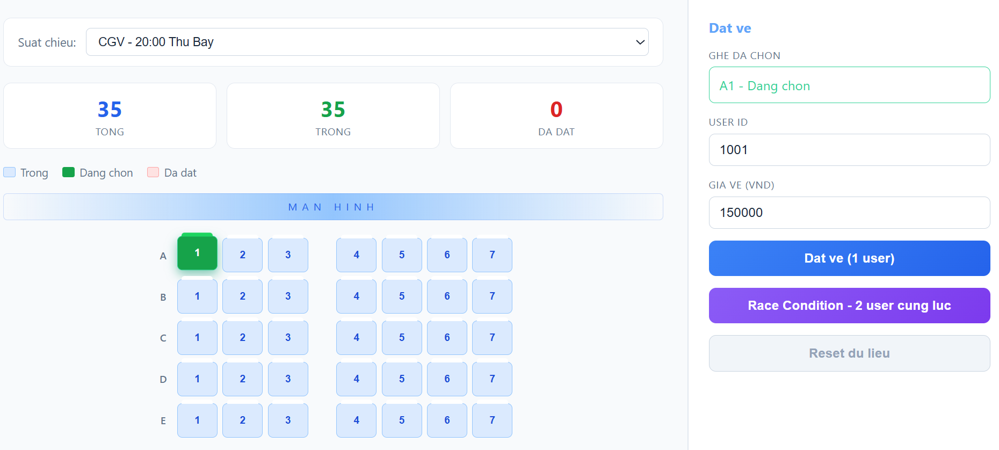 Suat chieu: CGV - 20:00 Thu Bay
35 35 0
TONG TRONG DA DAT
Trong Dang chon Da dat
MAN HINH
A 1 2 3 4 5 6 7
B 1 2 3 4 5 6 7
C 1 2 3 4 5 6 7
D 1 2 3 4 5 6 7
E 1 2 3 4 5 6 7
Dat ve
GHE DA CHON
A1 - Dang chon
USER ID
1001
GIA VE (VND)
150000
Dat ve (1 user)
Race Condition - 2 user cung luc
Reset du lieu